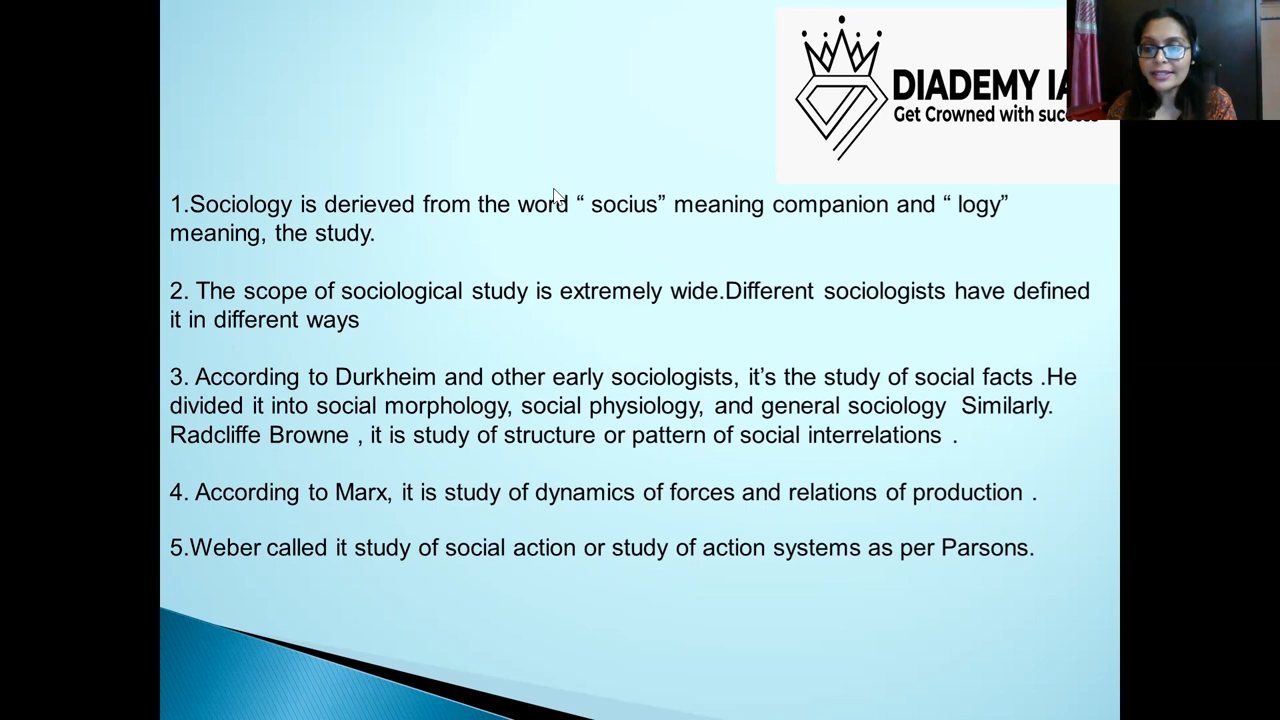 DIADEMY IA
Get Crowned with success
1.Sociology is derieved from the word “ socius” meaning companion and “ logy”
meaning, the study.
2. The scope of sociological study is extremely wide.Different sociologists have defined
it in different ways
3. According to Durkheim and other early sociologists, it’s the study of social facts .He
divided it into social morphology, social physiology, and general sociology Similarly.
Radcliffe Browne , it is study of structure or pattern of social interrelations .
4. According to Marx, it is study of dynamics of forces and relations of production .
5.Weber called it study of social action or study of action systems as per Parsons.